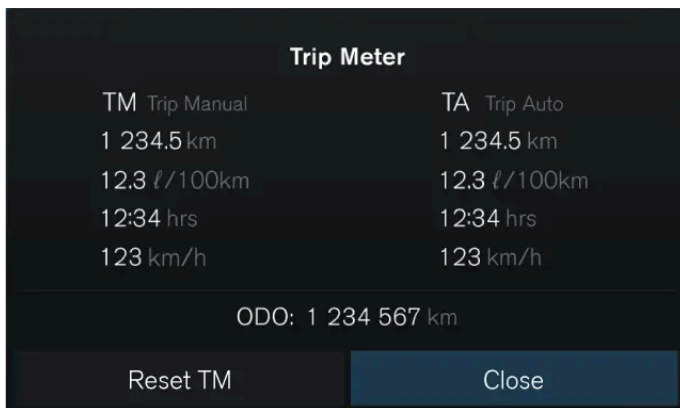 Trip Meter
TM Trip Manual
1 234.5 km
12.3 ℓ/100km
12:34 hrs
123 km/h
TA Trip Auto
1 234.5 km
12.3 ℓ/100km
12:34 hrs
123 km/h
ODO: 1 234 567 km
Reset TM
Close